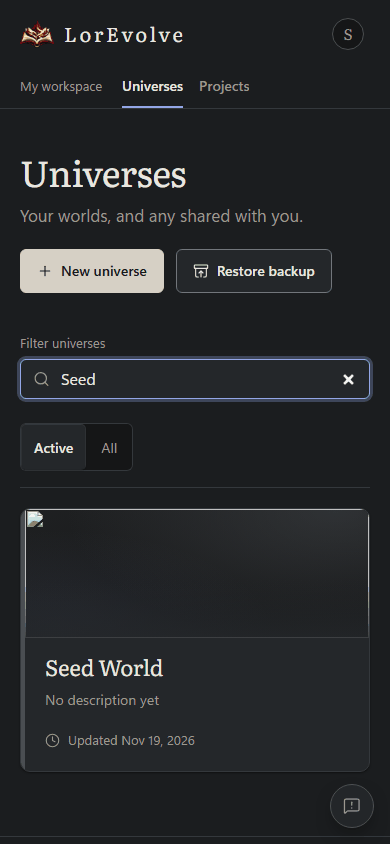 LorEvolve
S
My workspace
Universes
Projects
Universes
Your worlds, and any shared with you.
New universe
Restore backup
Filter universes
Seed
Active
All
Seed World
No description yet
Updated Nov 19, 2026